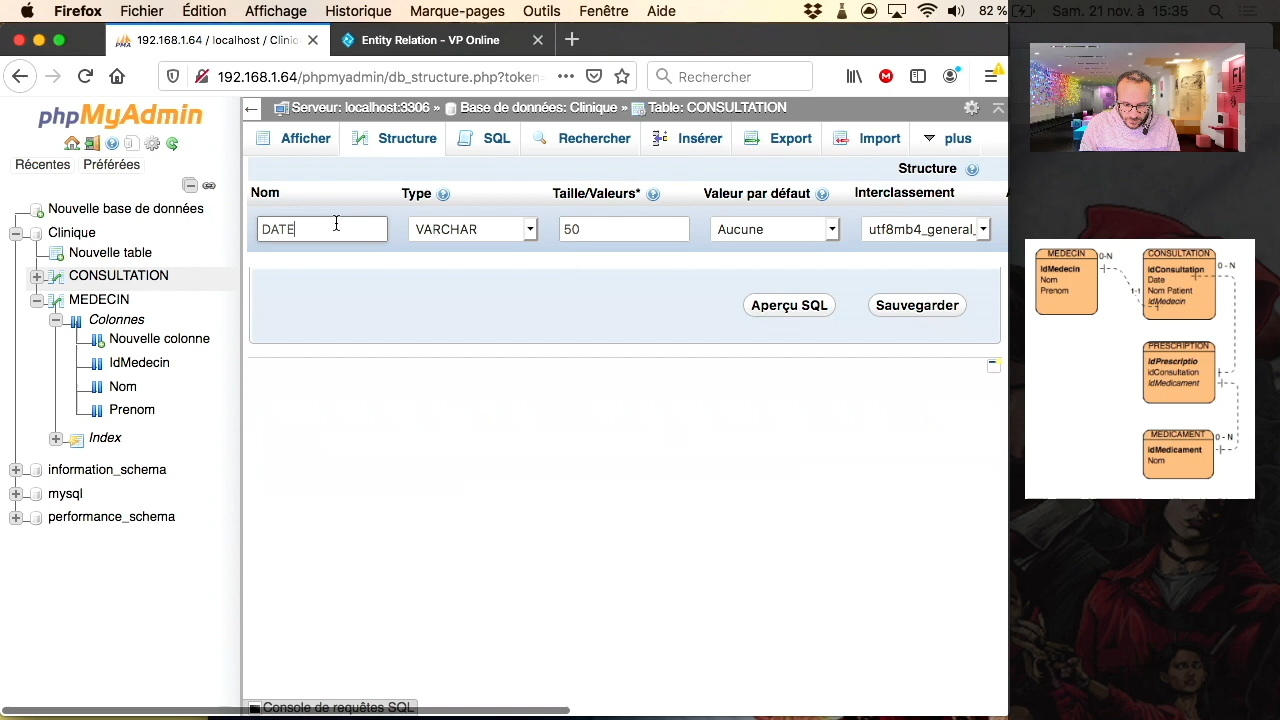 Firefox Fichier Édition Affichage Historique Marque-pages Outils Fenêtre Aide 82 % Sam. 21 nov. à 15:35
192.168.1.64 / localhost / Clinic
Entity Relation - VP Online
192.168.1.64/phpmyadmin/db_structure.php?token=
Rechercher
phpMyAdmin
Récentes Préférées
Nouvelle base de données
Clinique
Nouvelle table
CONSULTATION
MEDECIN
Colonnes
Nouvelle colonne
IdMedecin
Nom
Prenom
Index
information_schema
mysql
performance_schema
Serveur: localhost:3306 » Base de données: Clinique » Table: CONSULTATION
Afficher Structure SQL Rechercher Insérer Export Import plus
Structure
Nom Type Taille/Valeurs* Valeur par défaut Interclassement
DATE VARCHAR 50 Aucune utf8mb4_general_
Aperçu SQL Sauvegarder
Console de requêtes SQL
MEDECIN
IdMedecin
Nom
Prenom
0-N
1-1
CONSULTATION
IdConsultation
Date
Nom Patient
IdMedecin
0 - N
PRESCRIPTION
IdPrescriptio
idConsultation
IdMedicament
MEDICAMENT
idMedicament
Nom
0 - N